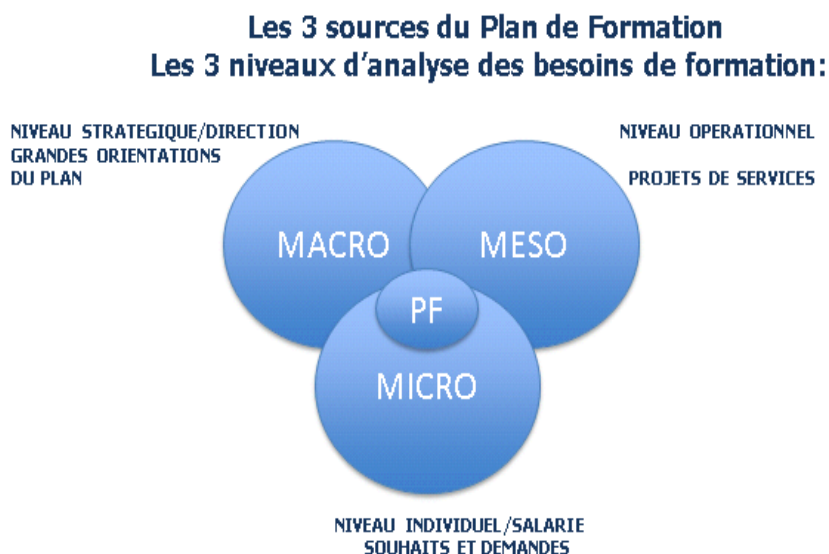 Les 3 sources du Plan de Formation
Les 3 niveaux d'analyse des besoins de formation:
NIVEAU STRATEGIQUE/DIRECTION
GRANDES ORIENTATIONS
DU PLAN
NIVEAU OPERATIONNEL
PROJETS DE SERVICES
MACRO
MESO
PF
MICRO
NIVEAU INDIVIDUEL/SALARIE
SOUHAITS ET DEMANDES